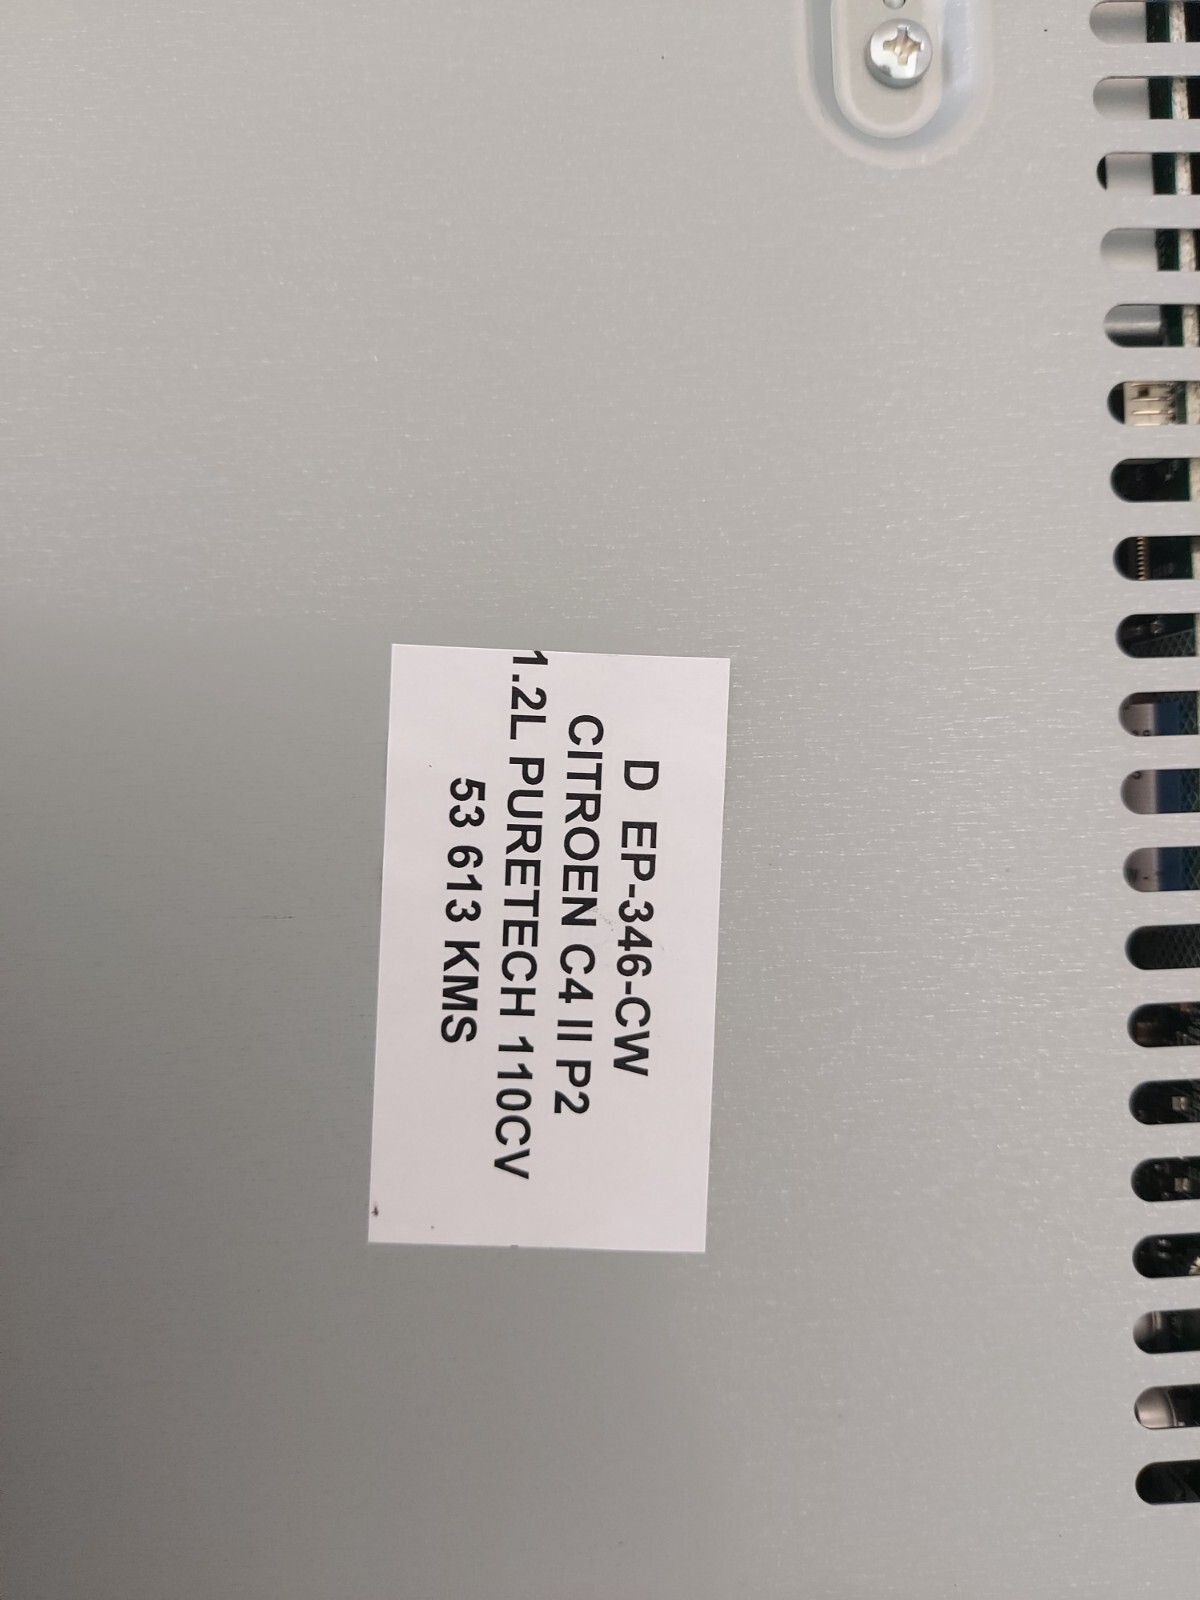 D EP-346-CW
CITROEN C4 II P2
1.2L PURETECH 110CV
53 613 KMS